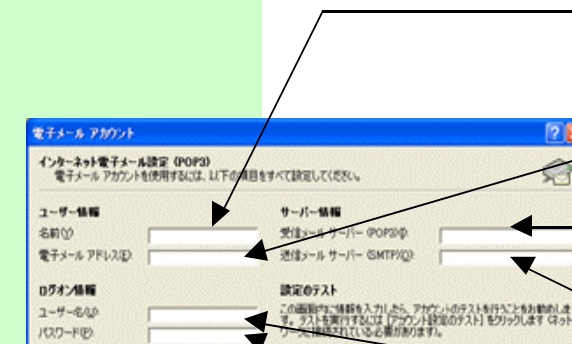 電子メール アカウント
インターネット電子メール設定 (POP3)
電子メール アカウントを使用するには、以下の項目をすべて設定してください。
ユーザー情報
サーバー情報
名前(Y)
受信メール サーバー (POP3)(I):
電子メール アドレス(E):
送信メール サーバー (SMTP)(O):
ログオン情報
設定のテスト
ユーザー名(U):
この画面内に情報を入力したら、アカウントのテストを行うことをお勧めしま
す。テストを実行するには [アカウント設定のテスト] をクリックします (ネット
パスワード(P):
ワークに接続されている必要があります)。